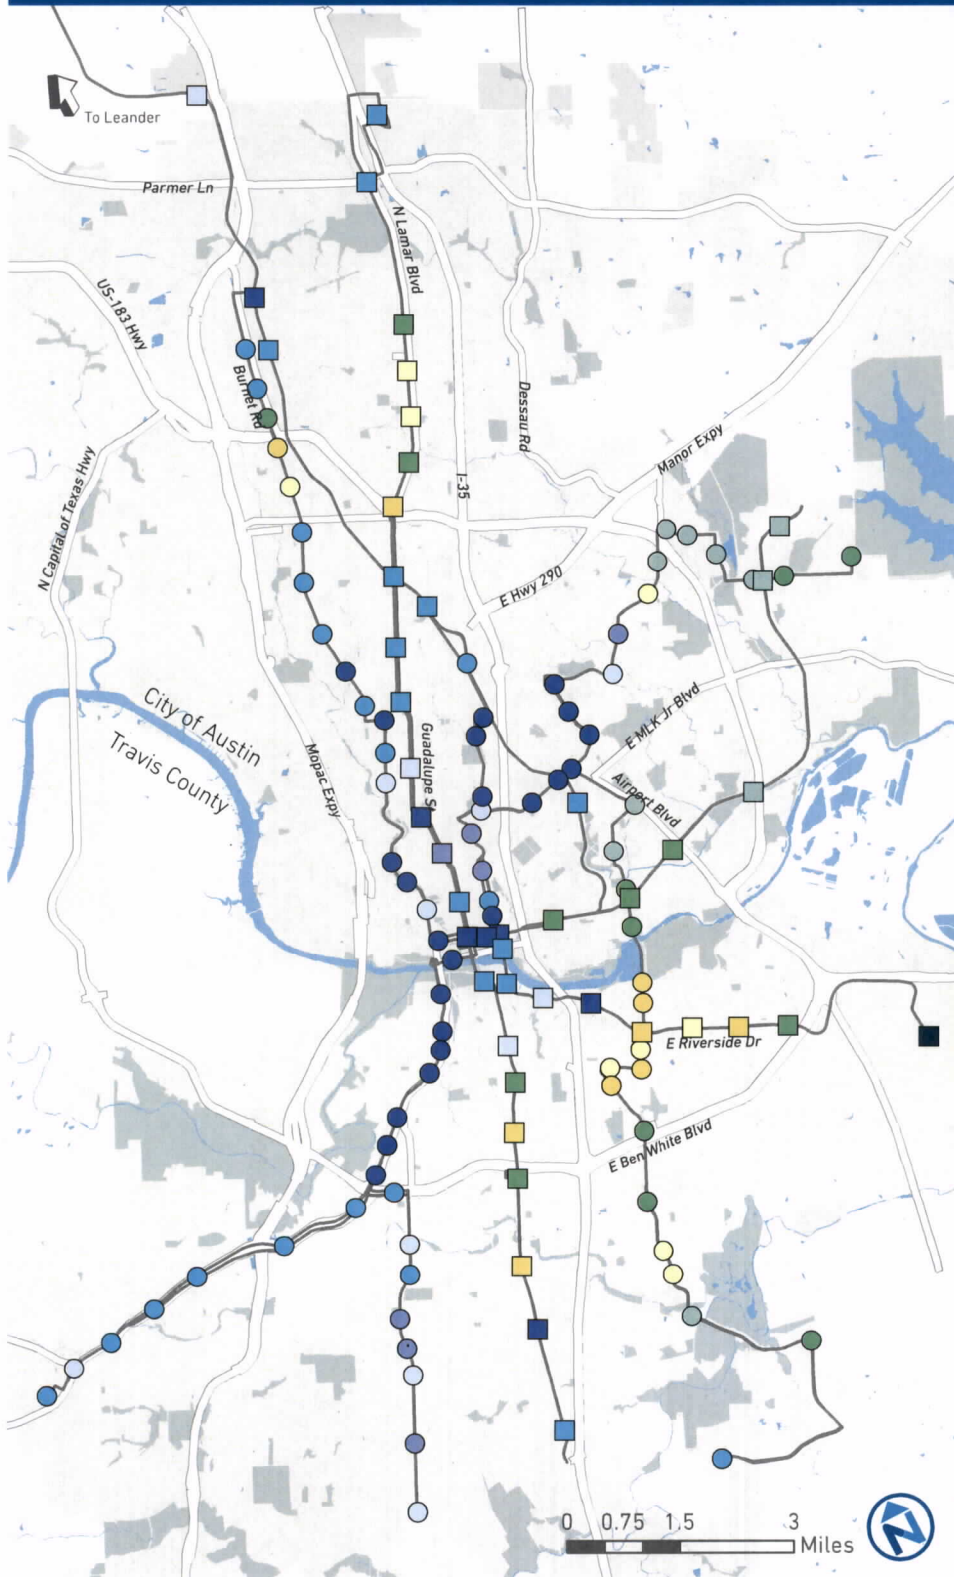 To Leander
Parmer Ln
N Lamar Blvd
US-183 Hwy
Burnet Rd
Dessau Rd
Manor Expy
I-35
N Capital of Texas Hwy
E Hwy 290
City of Austin
Travis County
E MLK Jr Blvd
Guadalupe St
Mopac Expy
Airport Blvd
E Riverside Dr
E Ben White Blvd
0 0.75 1.5 3
Miles